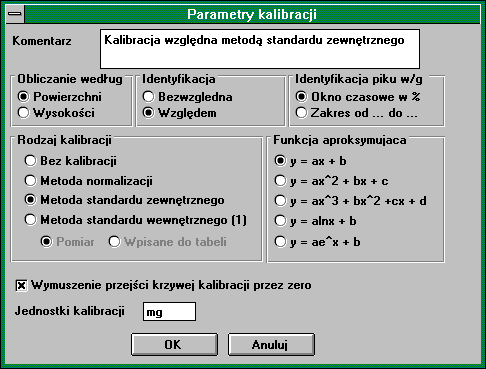 Parametry kalibracji
Komentarz
Kalibracja względna metodą standardu zewnętrznego
Obliczanie według
Powierzchni
Wysokości
Identyfikacja
Bezwzgledna
Względem
Identyfikacja piku w/g
Okno czasowe w %
Zakres od ... do ...
Rodzaj kalibracji
Bez kalibracji
Metoda normalizacji
Metoda standardu zewnętrznego
Metoda standardu wewnętrznego (1)
Pomiar
Wpisane do tabeli
Funkcja aproksymujaca
y = ax + b
y = ax^2 + bx + c
y = ax^3 + bx^2 +cx + d
y = alnx + b
y = ae^x + b
Wymuszenie przejści krzywej kalibracji przez zero
Jednostki kalibracji
mg
OK
Anuluj